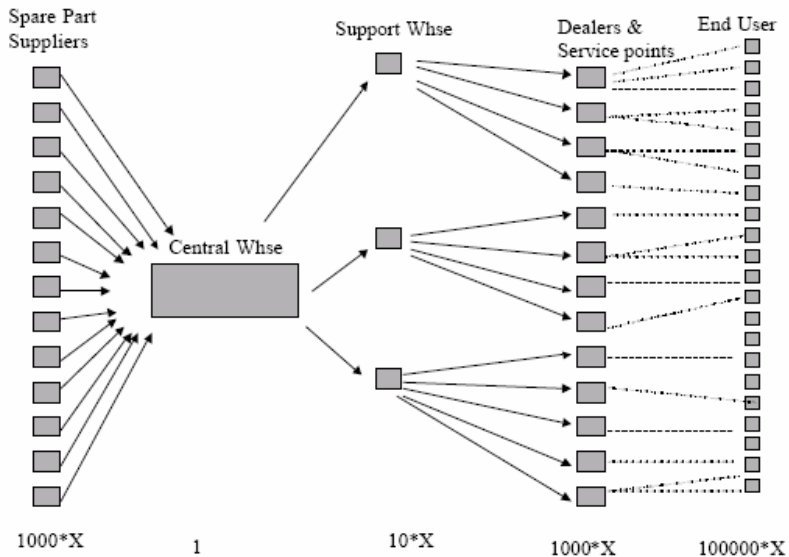 Spare Part
Suppliers
Support Whse
Dealers &
Service points
End User
Central Whse
1000*X
1
10*X
1000*X
100000*X